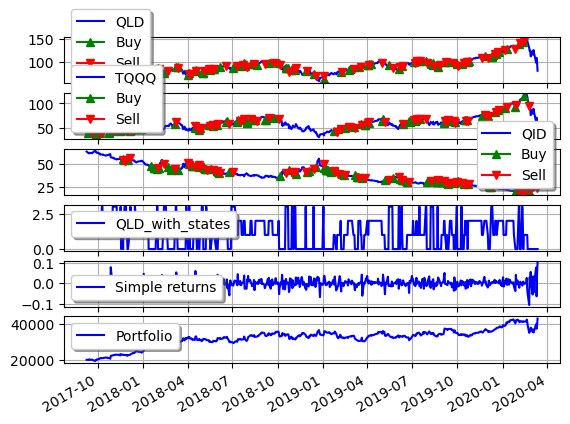 QLD
Buy
Sell
150
100
TQQQ
Buy
Sell
100
50
QID
Buy
Sell
50
25
QLD_with_states
2.5
0.0
Simple returns
0.1
0.0
−0.1
Portfolio
40000
20000
2017-10
2018-01
2018-04
2018-07
2018-10
2019-01
2019-04
2019-07
2019-10
2020-01
2020-04